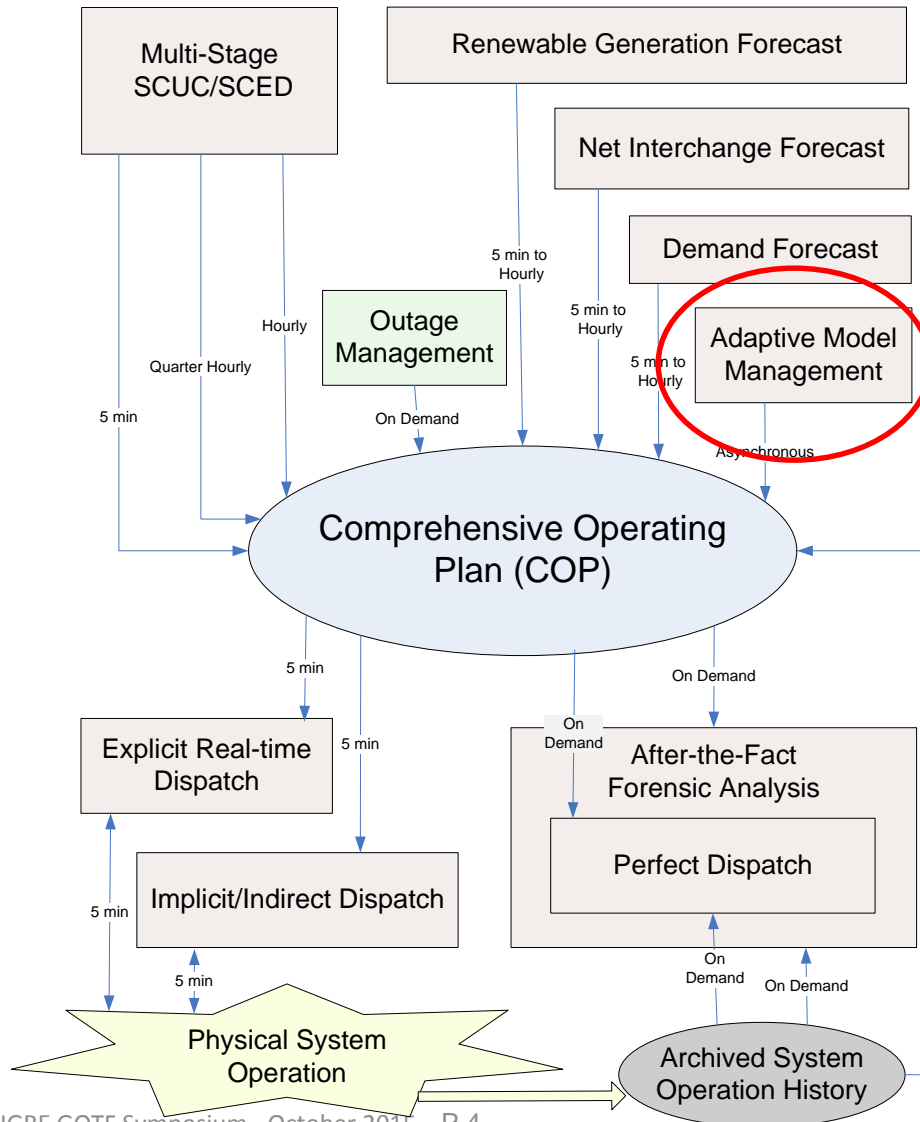 Multi-Stage
SCUC/SCED
Renewable Generation Forecast
Net Interchange Forecast
Demand Forecast
Adaptive Model
Management
Outage
Management
5 min to
Hourly
5 min to
Hourly
5 min to
Hourly
Hourly
Quarter Hourly
5 min
On Demand
Asynchronous
Comprehensive Operating
Plan (COP)
5 min
5 min
On
Demand
On Demand
Explicit Real-time
Dispatch
After-the-Fact
Forensic Analysis
Perfect Dispatch
Implicit/Indirect Dispatch
5 min
5 min
On
Demand
On Demand
Physical System
Operation
Archived System
Operation History
GOTF Symposium - October 2015